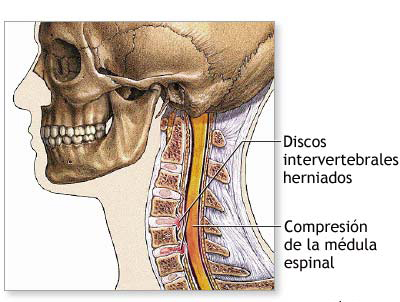 Discos
intervertebrales
herniados
Compresión
de la médula
espinal